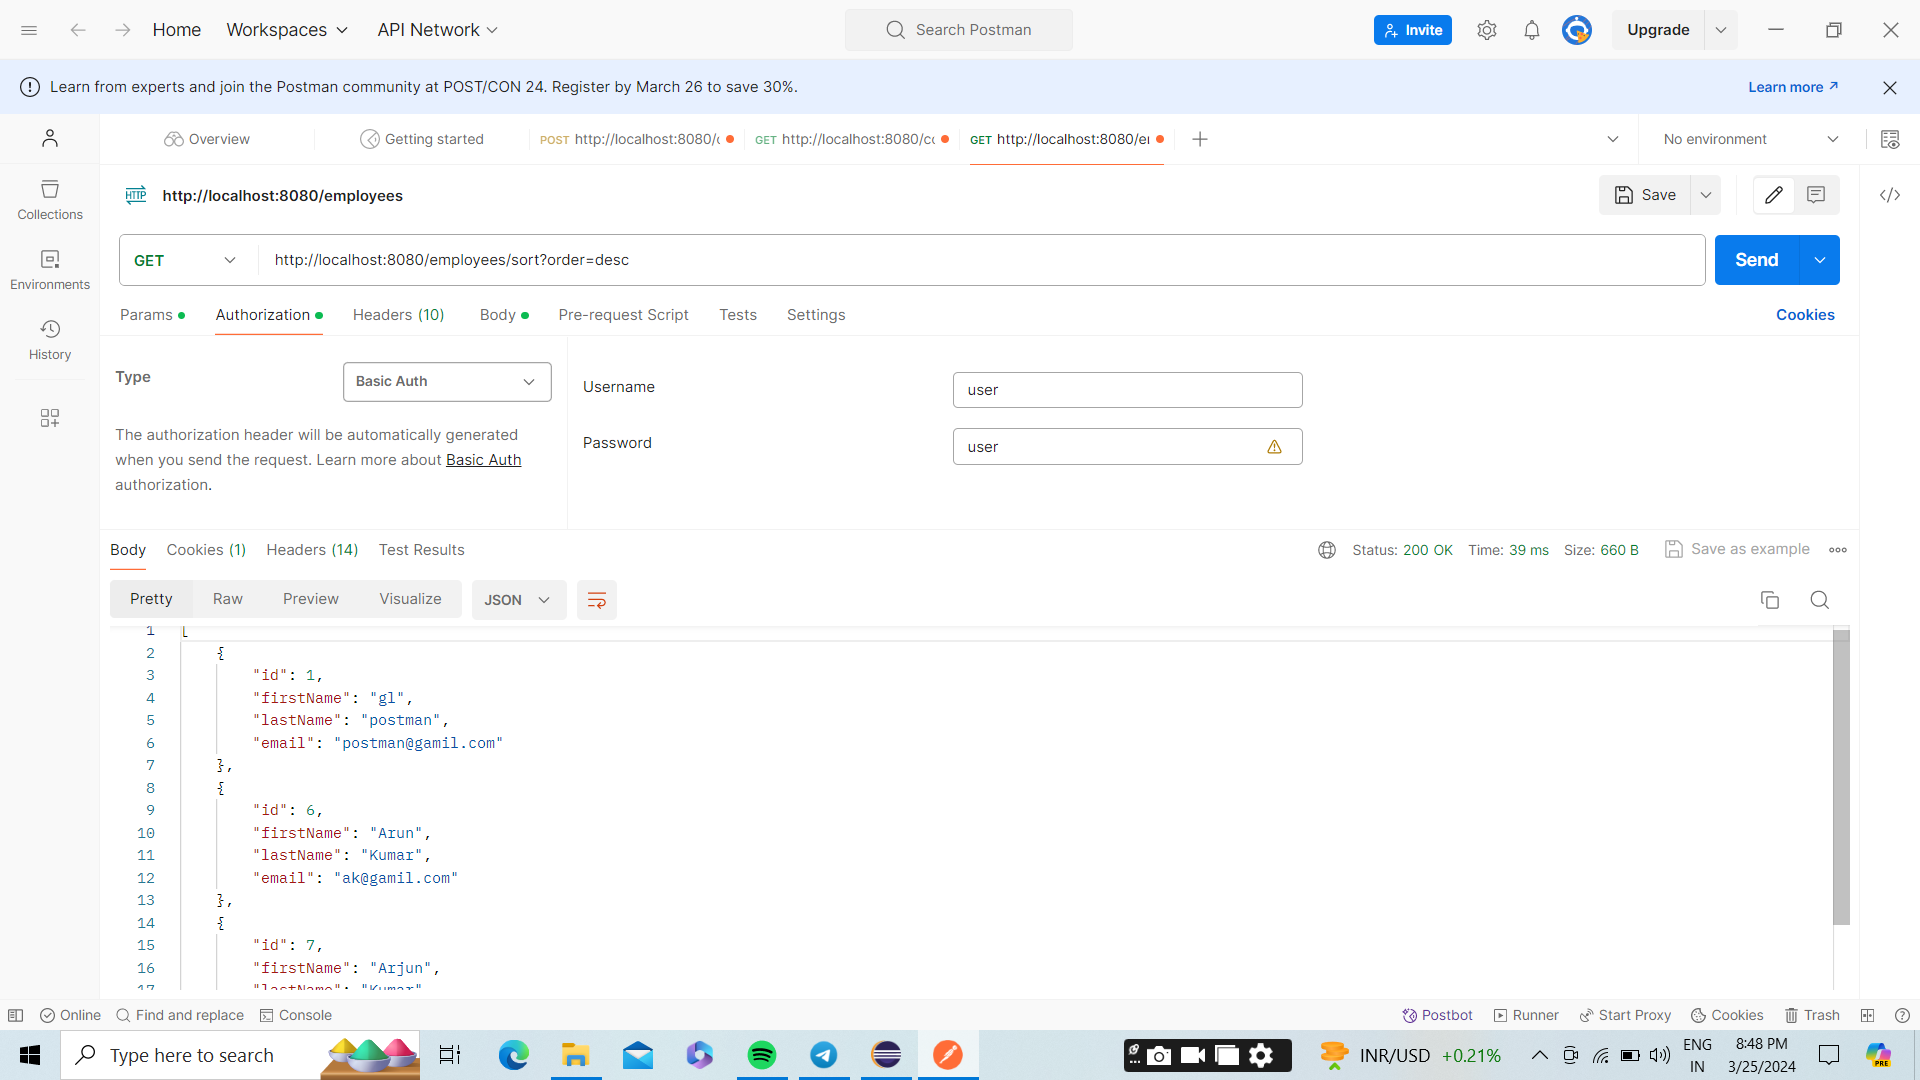 Home Workspaces API Network Search Postman Invite Upgrade
Learn from experts and join the Postman community at POST/CON 24. Register by March 26 to save 30%. Learn more
Overview Getting started POST http://localhost:8080/ GET http://localhost:8080/c GET http://localhost:8080/e No environment
HTTP http://localhost:8080/employees Save
Collections
GET http://localhost:8080/employees/sort?order=desc Send
Environments
Params Authorization Headers (10) Body Pre-request Script Tests Settings Cookies
History
Type Basic Auth Username user
The authorization header will be automatically generated
when you send the request. Learn more about Basic Auth
authorization.
Password user
Body Cookies (1) Headers (14) Test Results Status: 200 OK Time: 39 ms Size: 660 B Save as example
Pretty Raw Preview Visualize JSON
1 [
2 {
3 "id": 1,
4 "firstName": "gl",
5 "lastName": "postman",
6 "email": "postman@gamil.com"
7 },
8 {
9 "id": 6,
10 "firstName": "Arun",
11 "lastName": "Kumar",
12 "email": "ak@gamil.com"
13 },
14 {
15 "id": 7,
16 "firstName": "Arjun",
17 "lastName": "Kumar"
Online Find and replace Console Postbot Runner Start Proxy Cookies Trash
Type here to search INR/USD +0.21% ENG IN 8:48 PM 3/25/2024 PRE